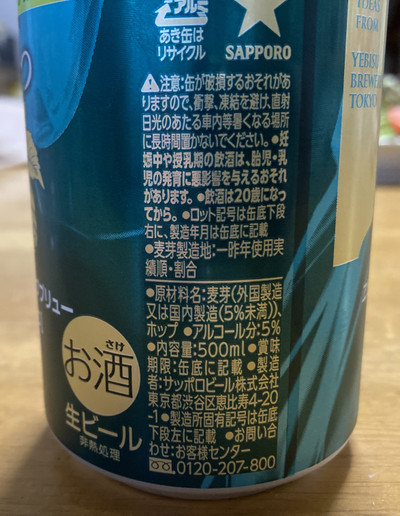 アルミ
あき缶は
リサイクル
SAPPORO
IDEAS
FROM
YEBISU
BREWERY
TOKYO
注意:缶が破損するおそれがあ
りますので、衝撃、凍結を避け、直射
日光のあたる車内等暑くなる場所
に長時間置かないでください。●妊
娠中や授乳期の飲酒は、胎児・乳
児の発育に悪影響を与えるおそれ
があります。●飲酒は20歳になっ
てから。●ロット記号は缶底下段
右に、製造年月は缶底に記載
●麦芽製造地:一昨年使用実
績順・割合
●原材料名:麦芽(外国製造
又は国内製造(5%未満))、
ホップ ●アルコール分:5%
●内容量:500ml ●賞味
期限:缶底に記載 ●製造
者:サッポロビール株式会社
東京都渋谷区恵比寿4-20
-1 ●製造所固有記号は缶底
下段左に記載 ●お問い合
わせ:お客様センター
0120-207-800
ブリュー
さけ
お酒
生ビール
非熱処理